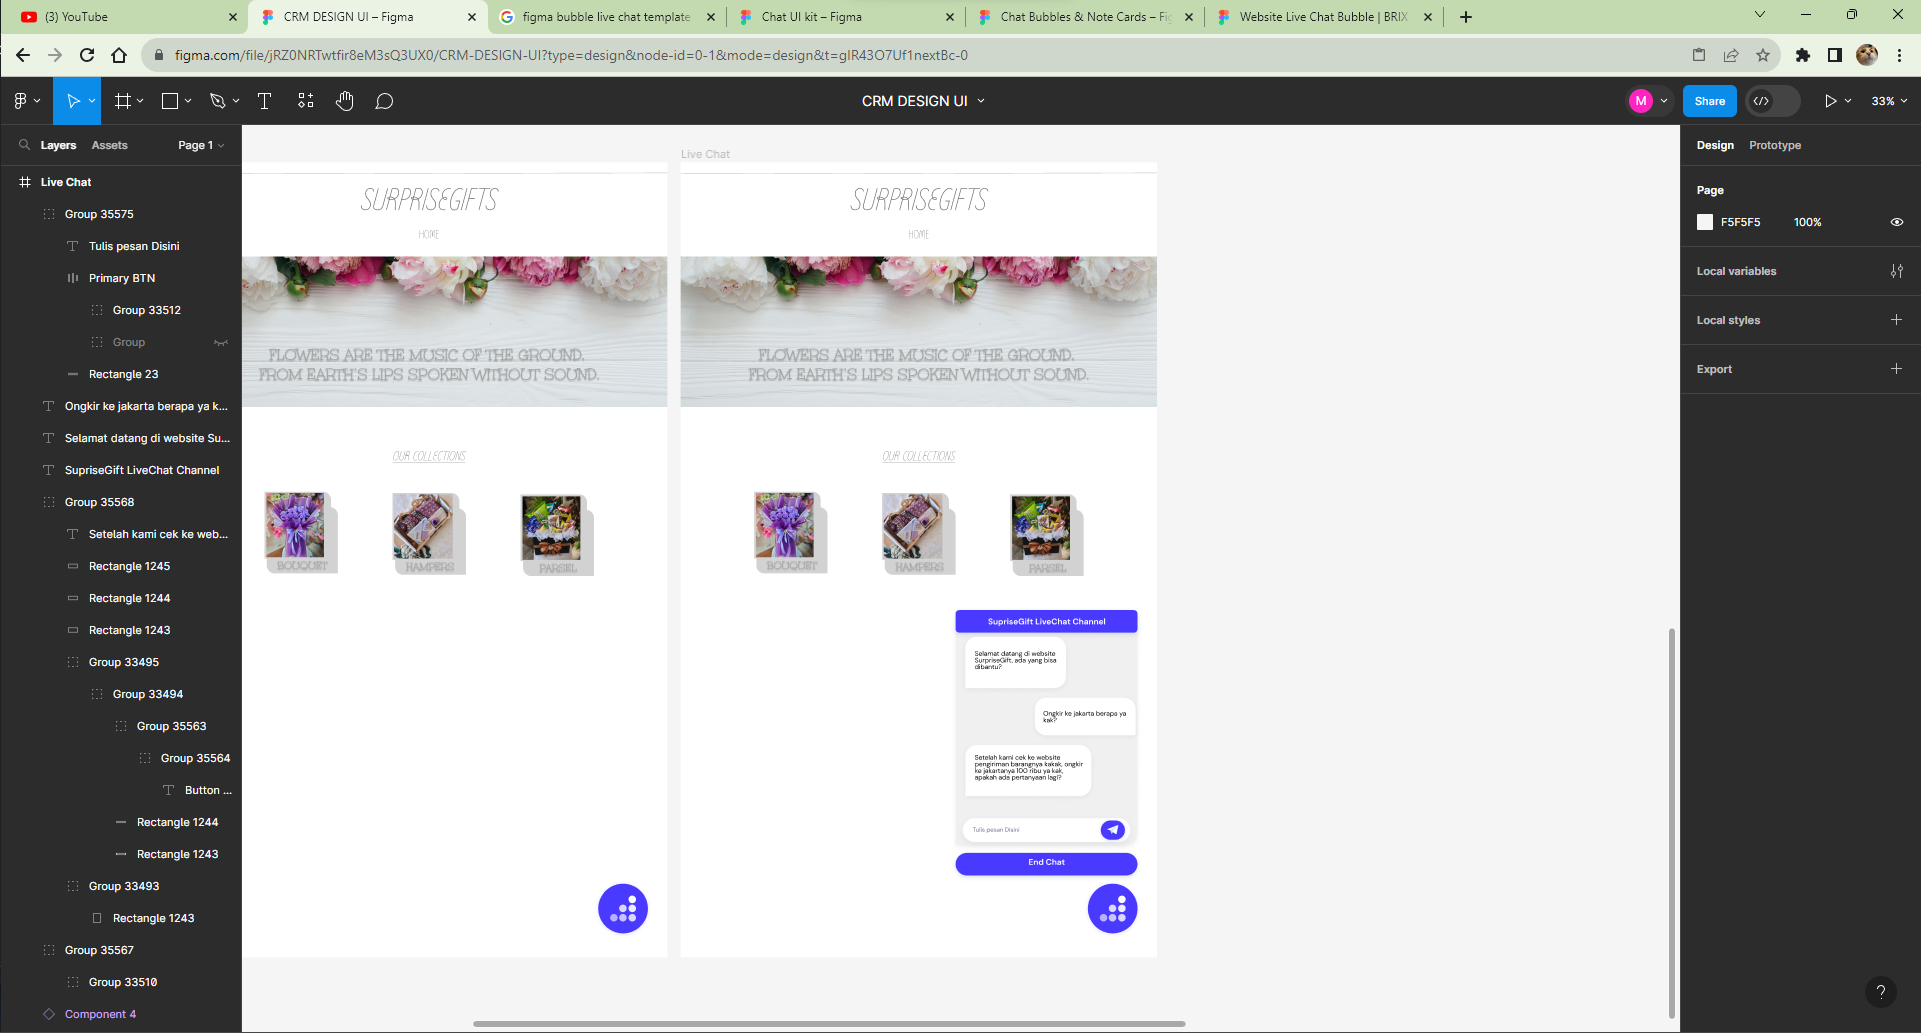 (3) YouTube
CRM DESIGN UI – Figma
figma bubble live chat template
Chat UI kit – Figma
Chat Bubbles & Note Cards – Fig
Website Live Chat Bubble | BRIX
figma.com/file/jRZ0NRTwtfir8eM3sQ3UX0/CRM-DESIGN-UI?type=design&node-id=0-1&mode=design&t=glR43O7Uf1nextBc-0
CRM DESIGN UI
M
Share
33%
Layers
Assets
Page 1
Live Chat
Group 35575
Tulis pesan Disini
Primary BTN
Group 33512
Group
Rectangle 23
Ongkir ke jakarta berapa ya k...
Selamat datang di website Su...
SupriseGift LiveChat Channel
Group 35568
Setelah kami cek ke web...
Rectangle 1245
Rectangle 1244
Rectangle 1243
Group 33495
Group 33494
Group 35563
Group 35564
Button ...
Rectangle 1244
Rectangle 1243
Group 33493
Rectangle 1243
Group 35567
Group 33510
Component 4
SURPRISEGIFTS
HOME
FLOWERS ARE THE MUSIC OF THE GROUND.
FROM EARTH'S LIPS SPOKEN WITHOUT SOUND.
OUR COLLECTIONS
BOUQUET
HAMPERS
PARSEL
Live Chat
SURPRISEGIFTS
HOME
FLOWERS ARE THE MUSIC OF THE GROUND.
FROM EARTH'S LIPS SPOKEN WITHOUT SOUND.
OUR COLLECTIONS
BOUQUET
HAMPERS
PARSEL
SupriseGift LiveChat Channel
Selamat datang di website
SurpriseGift, ada yang bisa
dibantu?
Ongkir ke jakarta berapa ya
kak?
Setelah kami cek ke website
pengiriman barangnya kakak, ongkir
ke jakartanya 100 ribu ya kak,
apakah ada pertanyaan lagi?
Tulis pesan Disini
End Chat
Design
Prototype
Page
F5F5F5
100%
Local variables
Local styles
Export
?